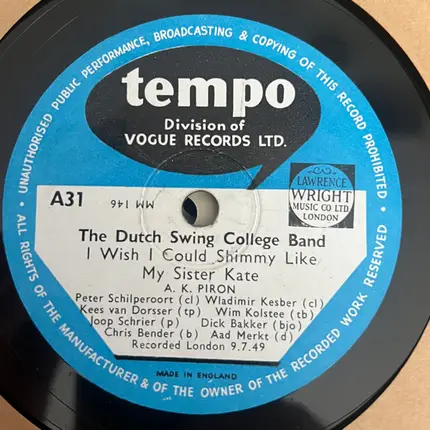 UNAUTHORISED PUBLIC PERFORMANCE, BROADCASTING & COPYING OF THIS RECORD PROHIBITED •
ALL RIGHTS OF THE MANUFACTURER & OF THE OWNER OF THE RECORDED WORK RESERVED •
tempo
Division of
VOGUE RECORDS LTD.
A31
MM 146
LAWRENCE
WRIGHT
MUSIC CO LTD
LONDON
The Dutch Swing College Band
I Wish I Could Shimmy Like
My Sister Kate
A. K. PIRON
Peter Schilperoort (cl) Wladimir Kesber (cl)
Kees van Dorsser (tp) Wim Kolstee (tb)
Joop Schrier (p) Dick Bakker (bjo)
Chris Bender (b) Aad Merkt (d)
Recorded London 9.7.49
MADE IN ENGLAND